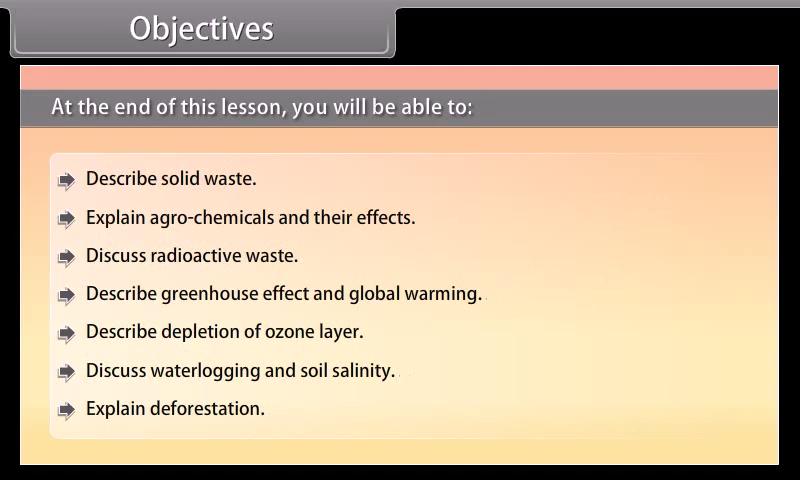 Objectives
At the end of this lesson, you will be able to:
Describe solid waste.
Explain agro-chemicals and their effects.
Discuss radioactive waste.
Describe greenhouse effect and global warming.
Describe depletion of ozone layer.
Discuss waterlogging and soil salinity.
Explain deforestation.